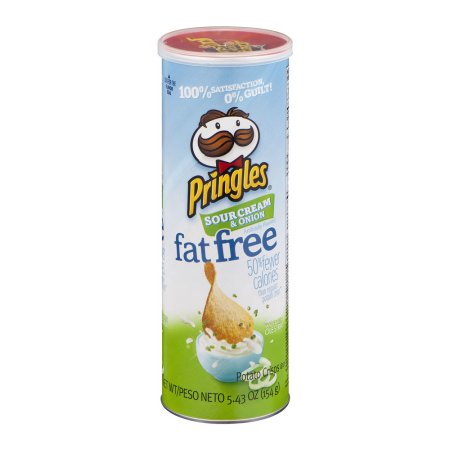 100% SATISFACTION,
0% GUILT!
Pringles
SOUR CREAM
& ONION
fat free
50% fewer
calories
Potato Crisps
NET WT/PESO NETO 5.43 OZ (154 g)